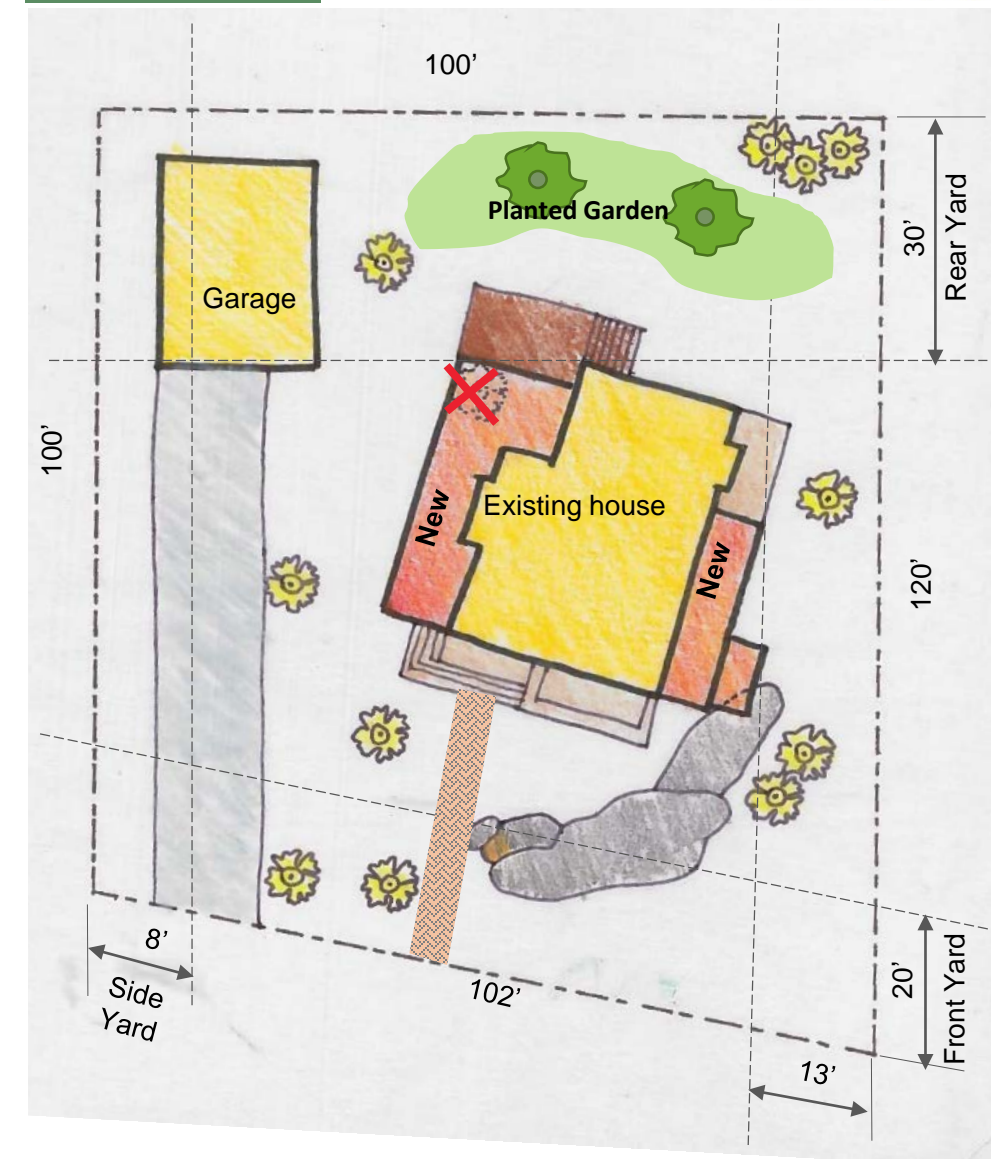 100’
Planted Garden
30’
Rear Yard
Garage
100’
New
Existing house
New
120’
8’
Side
Yard
102’
20’
Front Yard
13’